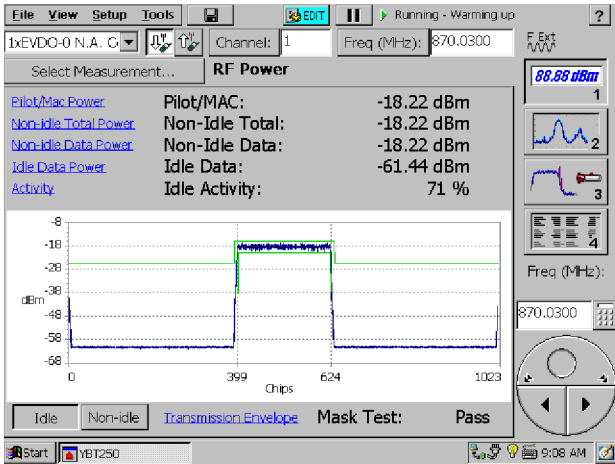 File View Setup Tools EDIT Running - Warming up ?
1xEVDO-0 N.A. C Channel: 1 Freq (MHz): 870.0300 F Ext
Select Measurement... RF Power
88.88 dBm
1
Pilot/Mac Power Pilot/MAC: -18.22 dBm
Non-idle Total Power Non-Idle Total: -18.22 dBm
Non-idle Data Power Non-Idle Data: -18.22 dBm
2
Idle Data Power Idle Data: -61.44 dBm
Activity Idle Activity: 71 %
3
-8
-18
4
-28
Freq (MHz):
-38
dBm
-48
870.0300
-58
-68
0 399 624 1023
Chips
Idle Non-idle Transmission Envelope Mask Test: Pass
Start YBT250 9:08 AM